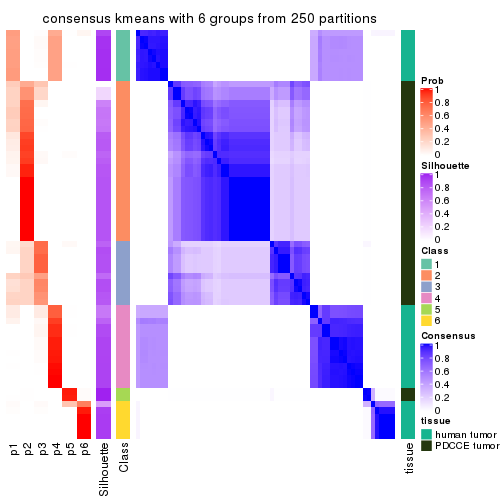 consensus kmeans with 6 groups from 250 partitions
Prob
1
0.8
0.6
0.4
0.2
0
Silhouette
1
0.8
0.6
0.4
0.2
0
Class
1
2
3
4
5
6
Consensus
1
0.8
0.6
0.4
0.2
0
tissue
human tumor
PDCCE tumor
p1
p2
p3
p4
p5
p6
Silhouette
Class
tissue